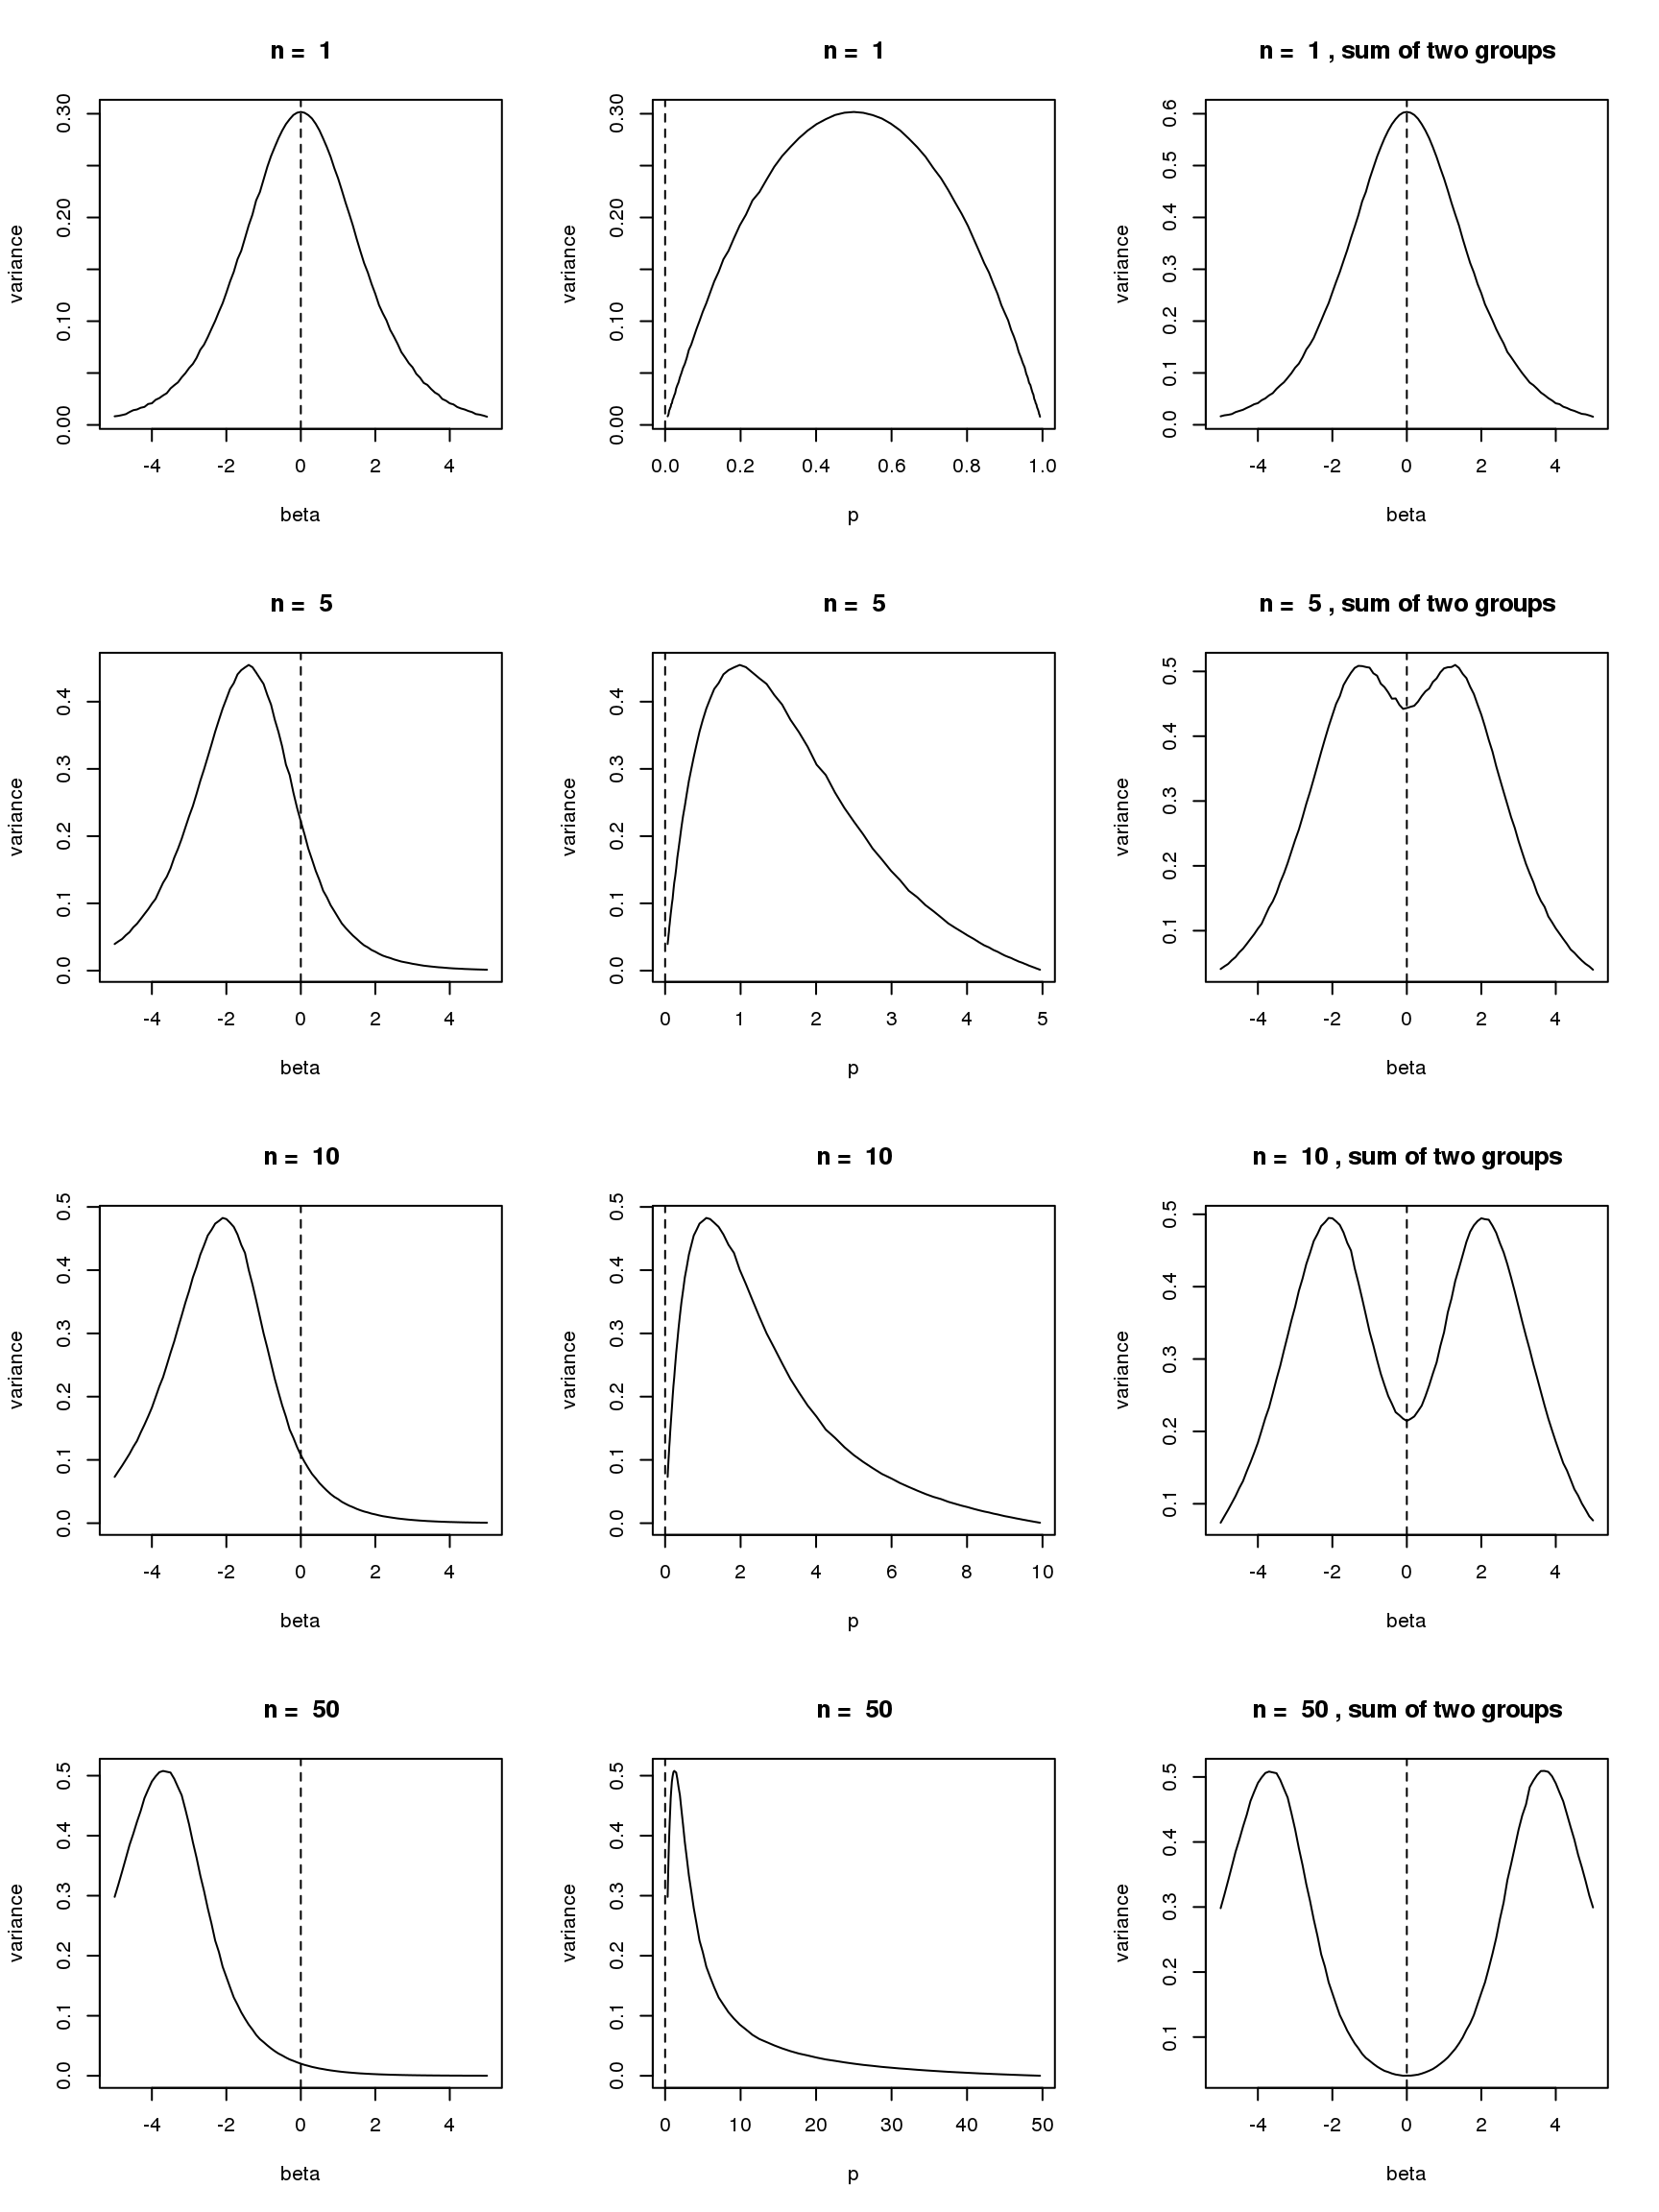 n =  1
n =  1
n =  1 , sum of two groups
variance
0.00 0.10 0.20 0.30
-4 -2 0 2 4
beta
variance
0.00 0.10 0.20 0.30
0.0 0.2 0.4 0.6 0.8 1.0
p
variance
0.0 0.1 0.2 0.3 0.4 0.5 0.6
-4 -2 0 2 4
beta
n =  5
n =  5
n =  5 , sum of two groups
variance
0.0 0.1 0.2 0.3 0.4
-4 -2 0 2 4
beta
variance
0.0 0.1 0.2 0.3 0.4
0 1 2 3 4 5
p
variance
0.1 0.2 0.3 0.4 0.5
-4 -2 0 2 4
beta
n =  10
n =  10
n =  10 , sum of two groups
variance
0.0 0.1 0.2 0.3 0.4 0.5
-4 -2 0 2 4
beta
variance
0.0 0.1 0.2 0.3 0.4 0.5
0 2 4 6 8 10
p
variance
0.1 0.2 0.3 0.4 0.5
-4 -2 0 2 4
beta
n =  50
n =  50
n =  50 , sum of two groups
variance
0.0 0.1 0.2 0.3 0.4 0.5
-4 -2 0 2 4
beta
variance
0.0 0.1 0.2 0.3 0.4 0.5
0 10 20 30 40 50
p
variance
0.1 0.2 0.3 0.4 0.5
-4 -2 0 2 4
beta